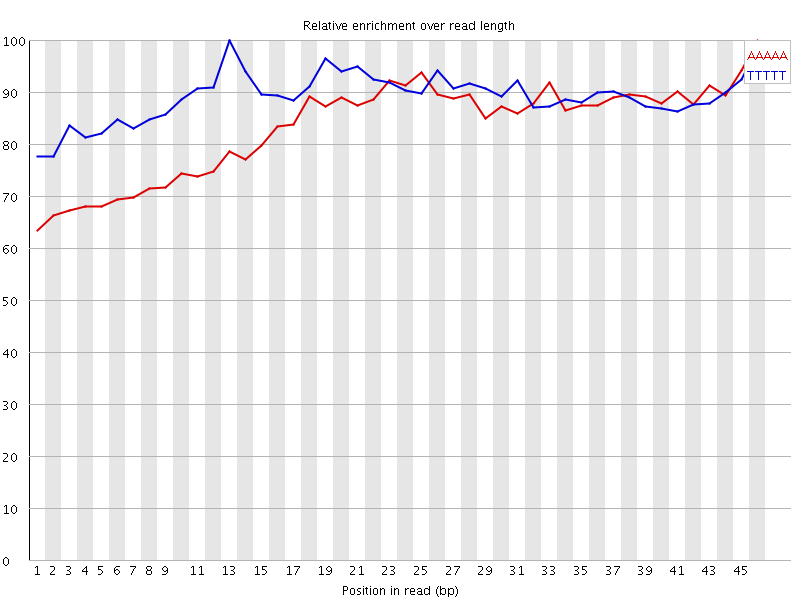 Relative enrichment over read length
100
90
80
70
60
50
40
30
20
10
0
AAAAA
TTTTT
1 2 3 4 5 6 7 8 9 11 13 15 17 19 21 23 25 27 29 31 33 35 37 39 41 43 45
Position in read (bp)